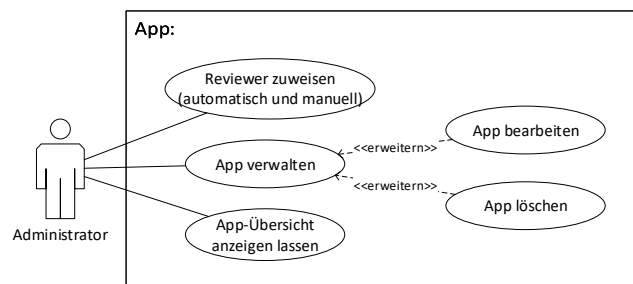 App:
Reviewer zuweisen
(automatisch und manuell)
App verwalten
<<erweitern>>
App bearbeiten
<<erweitern>>
App löschen
App-Übersicht
anzeigen lassen
Administrator